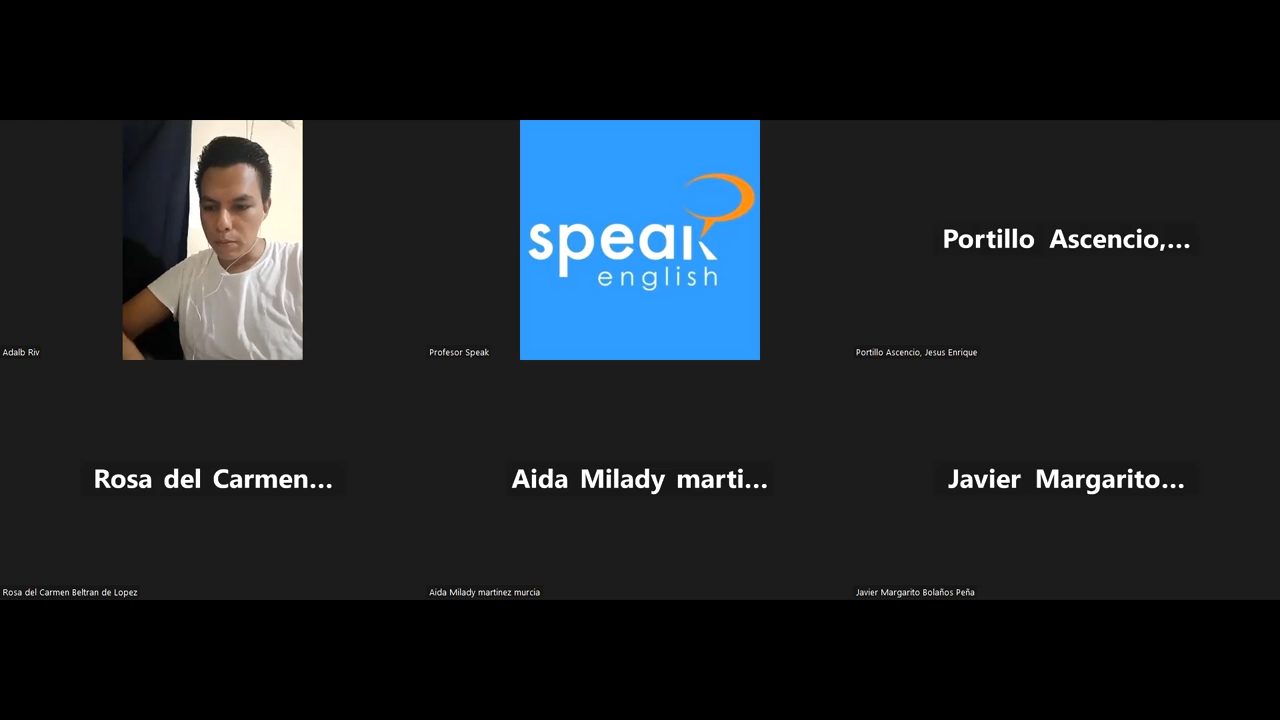 speak
english
Portillo Ascencio,...
Adalb Riv
Profesor Speak
Portillo Ascencio, Jesus Enrique
Rosa del Carmen...
Aida Milady marti...
Javier Margarito...
Rosa del Carmen Beltran de Lopez
Aida Milady martinez murcia
Javier Margarito Bolaños Peña